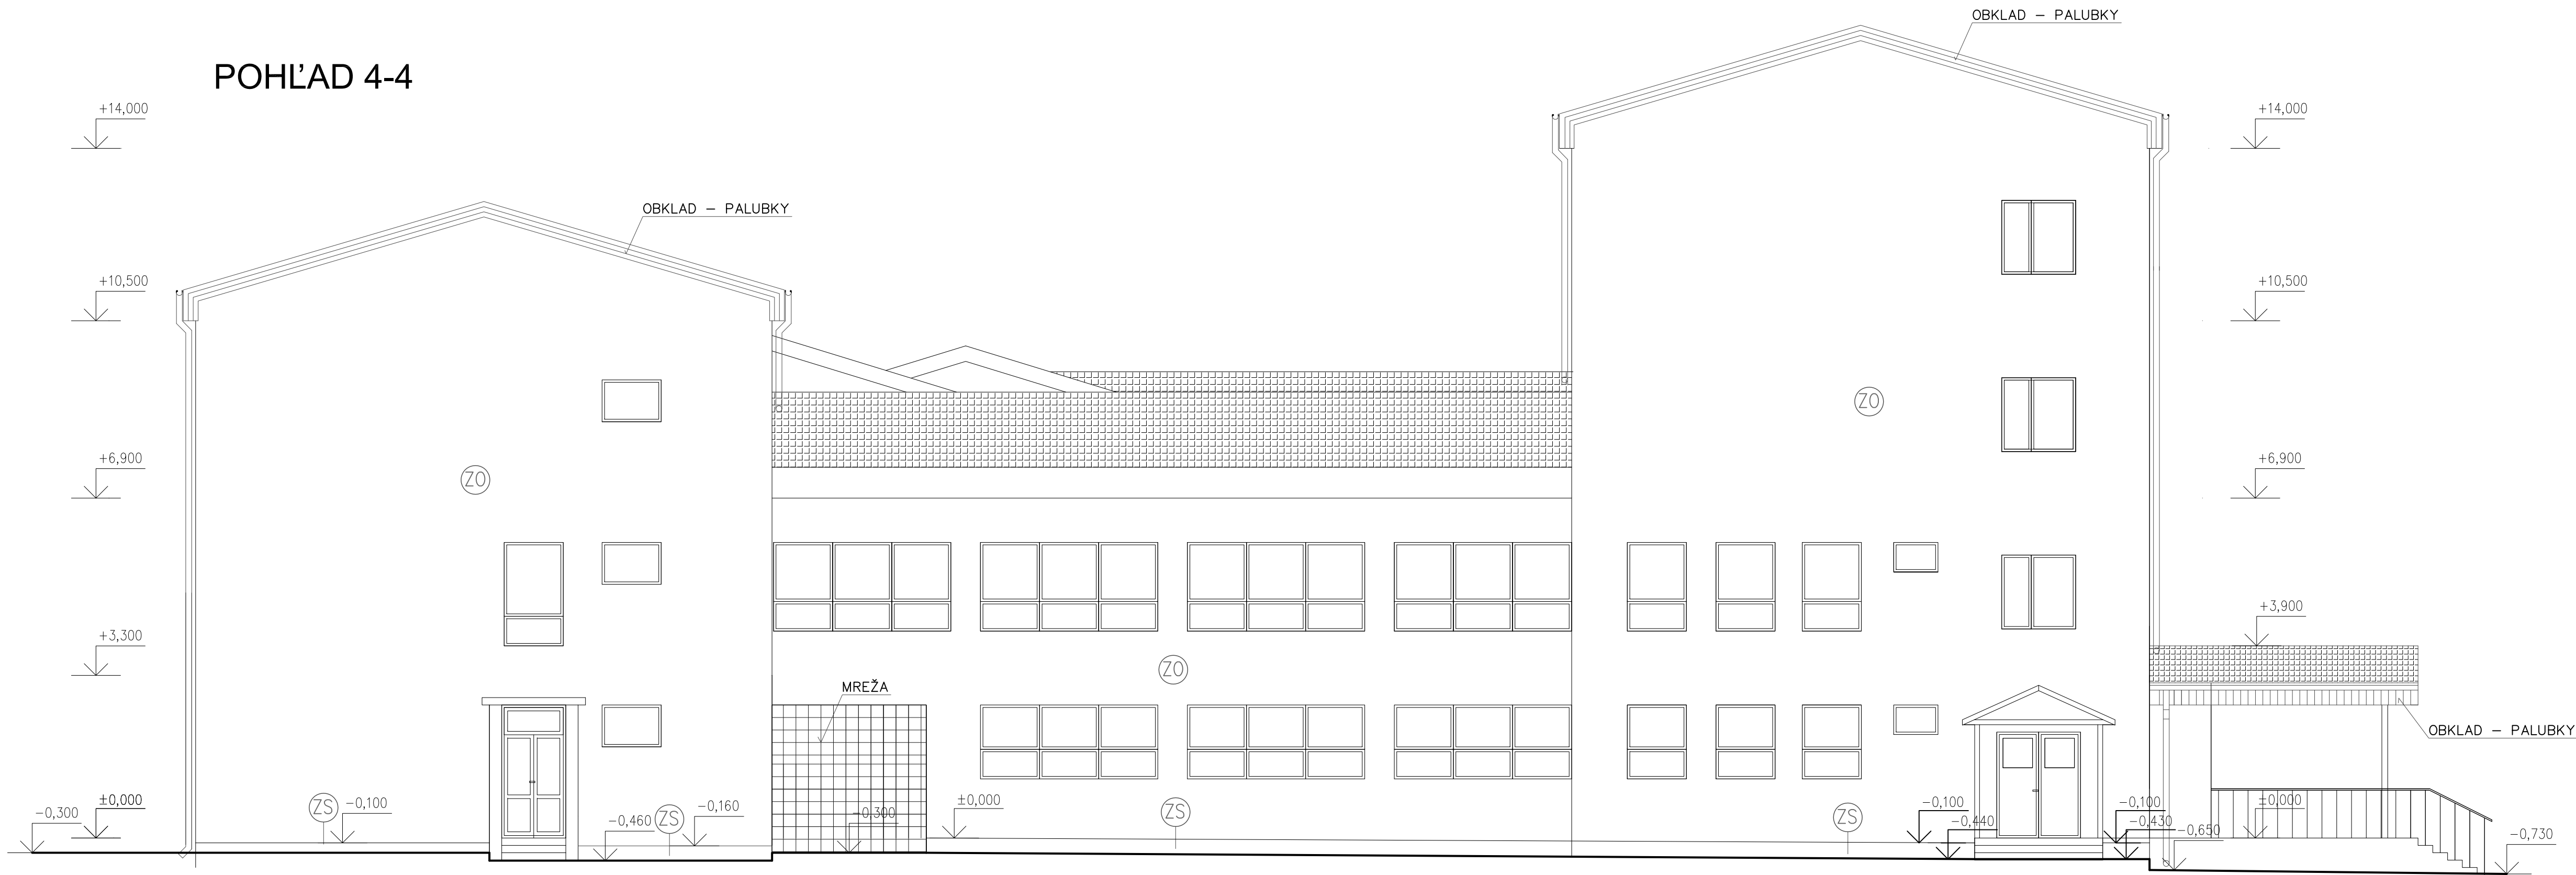 OBKLAD – PALUBKY
POHĽAD 4-4
+14,000
+14,000
OBKLAD – PALUBKY
+10,500
+10,500
ZO
ZO
+6,900
+6,900
+3,900
+3,300
ZO
MREŽA
OBKLAD – PALUBKY
±0,000
ZS
-0,100
-0,300
-0,460
ZS
-0,160
-0,300
±0,000
ZS
ZS
-0,100
-0,440
-0,100
-0,430
-0,650
±0,000
-0,730